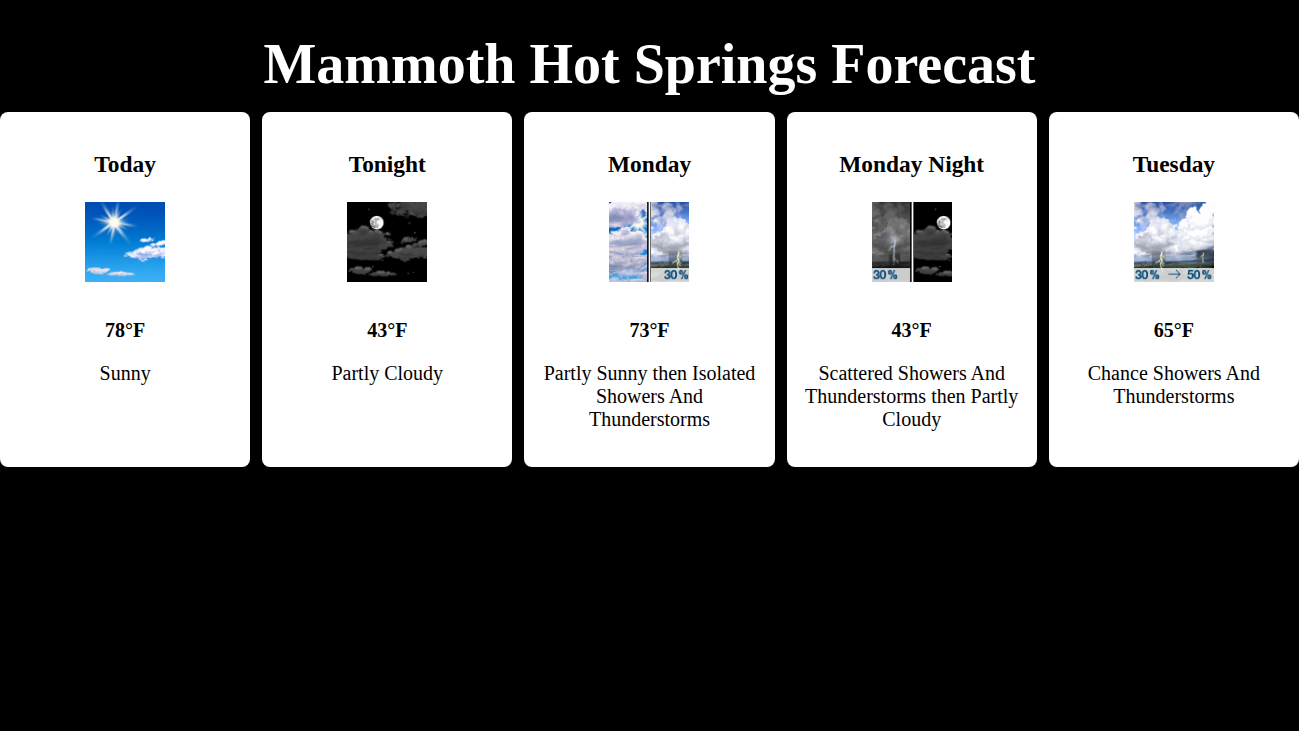 Mammoth Hot Springs Forecast
Today
78°F
Sunny
Tonight
43°F
Partly Cloudy
Monday
30%
73°F
Partly Sunny then Isolated
Showers And
Thunderstorms
Monday Night
30%
43°F
Scattered Showers And
Thunderstorms then Partly
Cloudy
Tuesday
30% → 50%
65°F
Chance Showers And
Thunderstorms